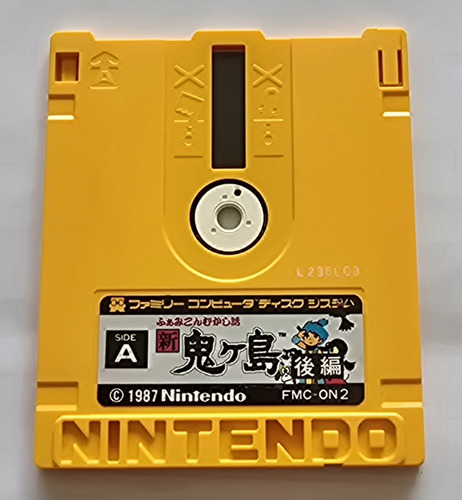 L236L03
ファミリー コンピュータ ディスク システム
ふぁみこんむかし話
SIDE
A
新 鬼ヶ島™
後編
© 1987 Nintendo
FMC-ON2
NINTENDO